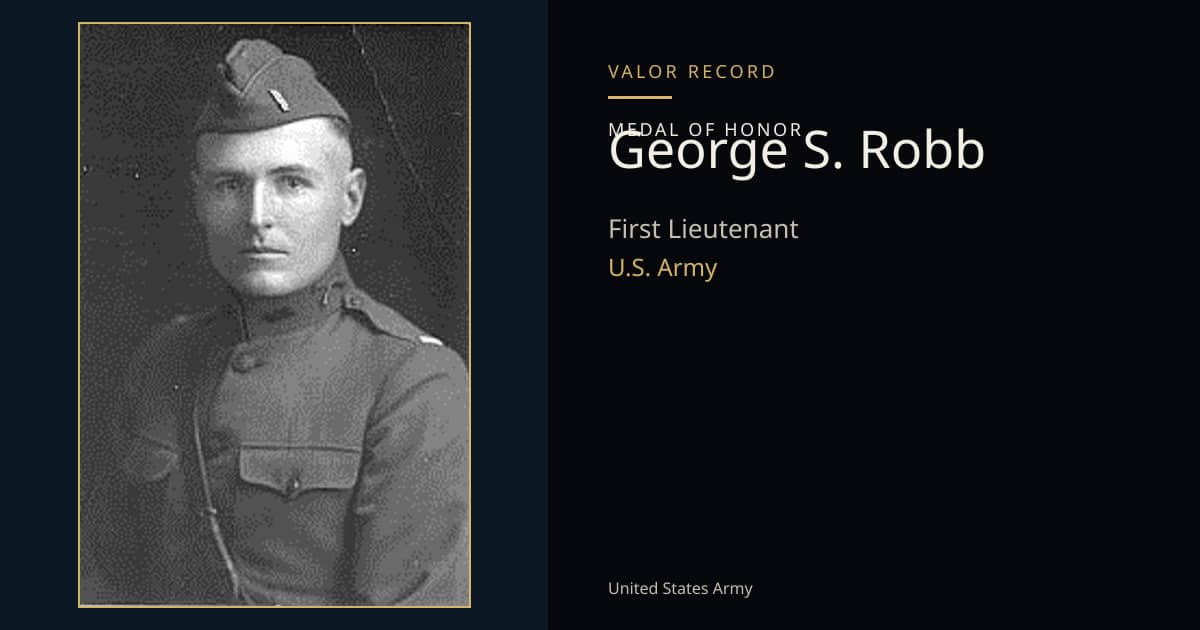 VALOR RECORD
MEDAL OF HONOR
George S. Robb
First Lieutenant
U.S. Army
United States Army